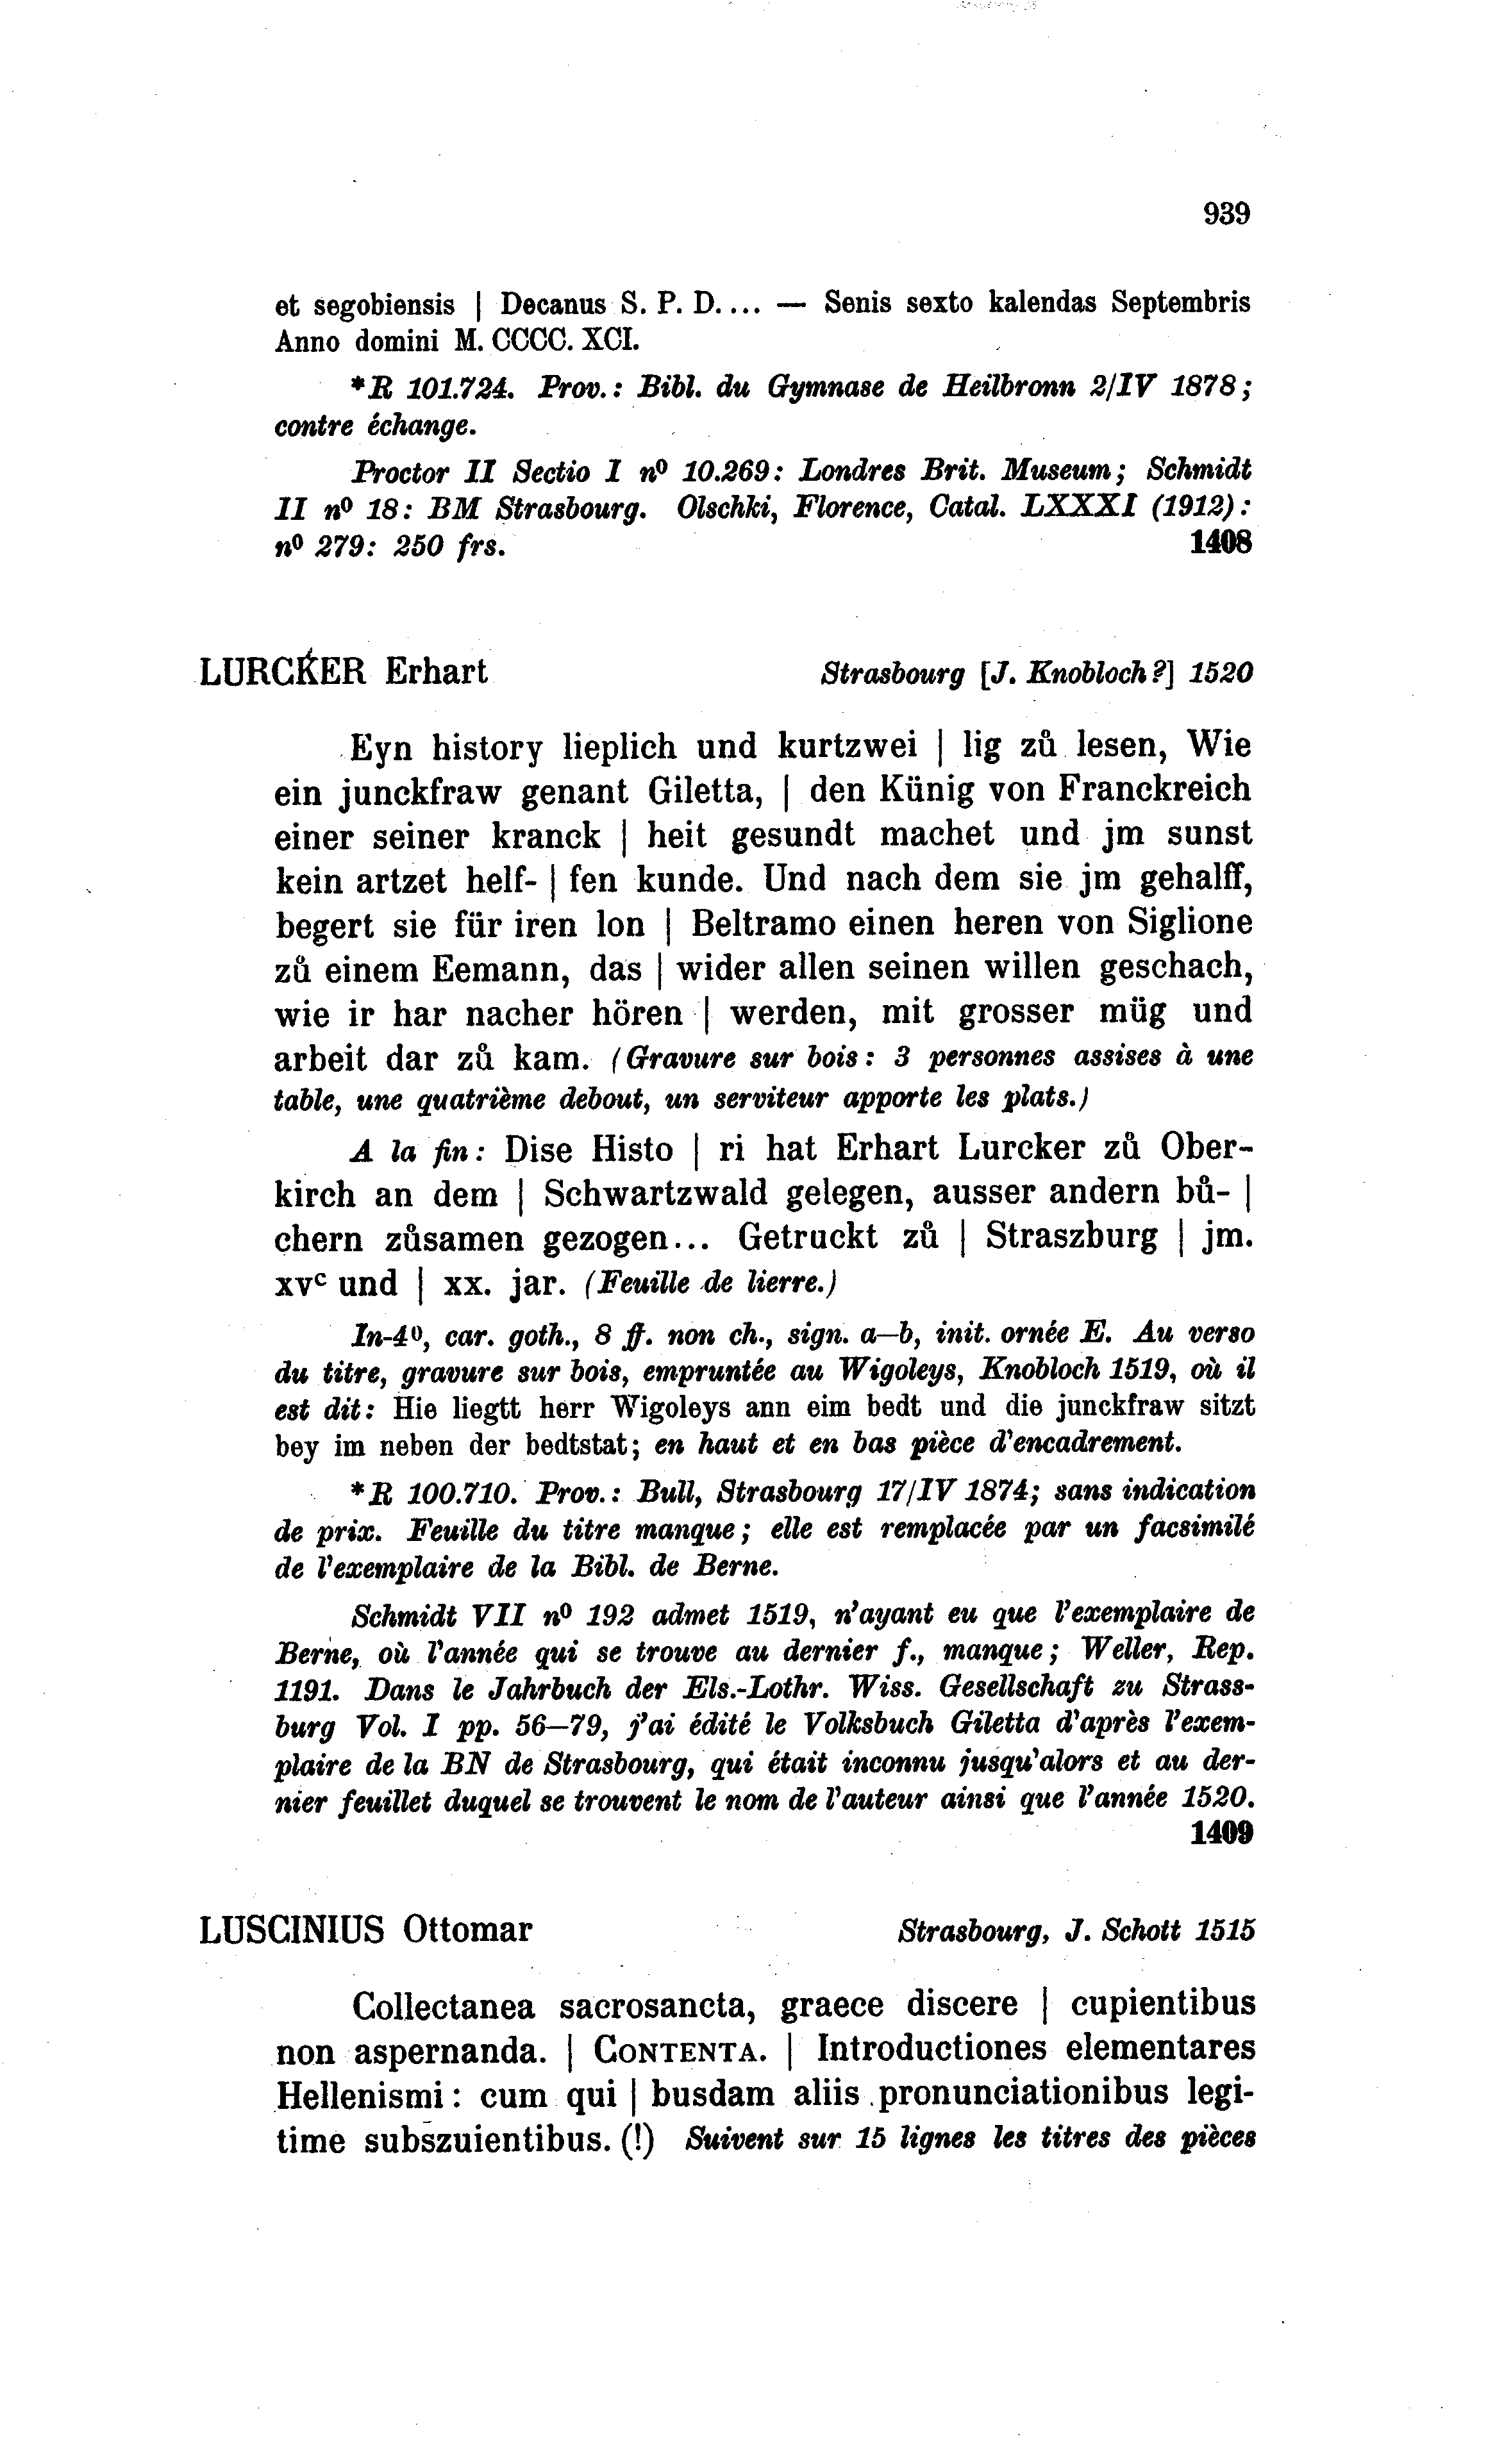 939
et segobiensis | Decanus S. P. D.... — Senis sexto kalendas Septembris
Anno domini M. CCCC. XCI.
*R 101.724. Prov.: Bibl. du Gymnase de Heilbronn 2/IV 1878;
contre échange.
Proctor II Sectio I nº 10.269: Londres Brit. Museum; Schmidt
II nº 18: BM Strasbourg. Olschki, Florence, Catal. LXXXI (1912):
nº 279: 250 frs. 1408
LURCKER Erhart Strasbourg [J. Knobloch?] 1520
Eyn history lieplich und kurtzwei | lig zů lesen, Wie
ein junckfraw genant Giletta, | den Künig von Franckreich
einer seiner kranck | heit gesundt machet und jm sunst
kein artzet helf- | fen kunde. Und nach dem sie jm gehalff,
begert sie für iren lon | Beltramo einen heren von Siglione
zů einem Eemann, das | wider allen seinen willen geschach,
wie ir har nacher hören | werden, mit grosser müg und
arbeit dar zů kam. (Gravure sur bois: 3 personnes assises à une
table, une quatrième debout, un serviteur apporte les plats.)
A la fin: Dise Histo | ri hat Erhart Lurcker zů Ober-
kirch an dem | Schwartzwald gelegen, ausser andern bů- |
chern zůsamen gezogen... Getruckt zů | Straszburg | jm.
xvᶜ und | xx. jar. (Feuille de lierre.)
In-4º, car. goth., 8 ff. non ch., sign. a—b, init. ornée E. Au verso
du titre, gravure sur bois, empruntée au Wigoleys, Knobloch 1519, où il
est dit: Hie liegtt herr Wigoleys ann eim bedt und die junckfraw sitzt
bey im neben der bedtstat; en haut et en bas pièce d'encadrement.
*R 100.710. Prov.: Bull, Strasbourg 17/IV 1874; sans indication
de prix. Feuille du titre manque; elle est remplacée par un facsimilé
de l'exemplaire de la Bibl. de Berne.
Schmidt VII nº 192 admet 1519, n'ayant eu que l'exemplaire de
Berne, où l'année qui se trouve au dernier f., manque; Weller, Rep.
1191. Dans le Jahrbuch der Els.-Lothr. Wiss. Gesellschaft zu Strass-
burg Vol. I pp. 56—79, j'ai édité le Volksbuch Giletta d'après l'exem-
plaire de la BN de Strasbourg, qui était inconnu jusqu'alors et au der-
nier feuillet duquel se trouvent le nom de l'auteur ainsi que l'année 1520.
1409
LUSCINIUS Ottomar Strasbourg, J. Schott 1515
Collectanea sacrosancta, graece discere | cupientibus
non aspernanda. | CONTENTA. | Introductiones elementares
Hellenismi: cum qui | busdam aliis pronunciationibus legi-
time subszuientibus. (!) Suivent sur 15 lignes les titres des pièces